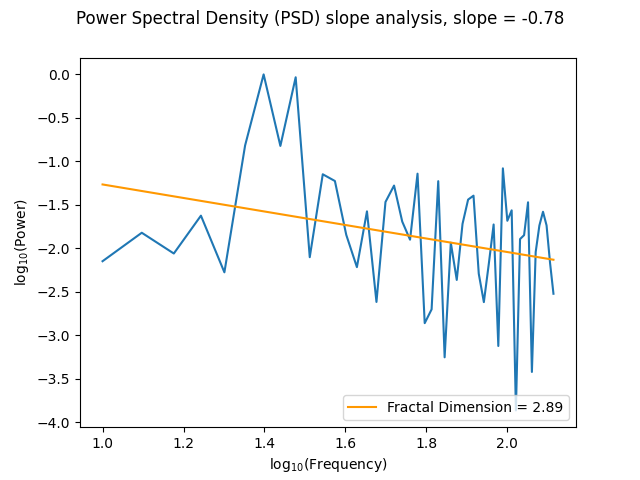 Power Spectral Density (PSD) slope analysis, slope = -0.78
0.0
−0.5
−1.0
−1.5
−2.0
−2.5
−3.0
−3.5
−4.0
log10(Power)
Fractal Dimension = 2.89
1.0 1.2 1.4 1.6 1.8 2.0
log10(Frequency)